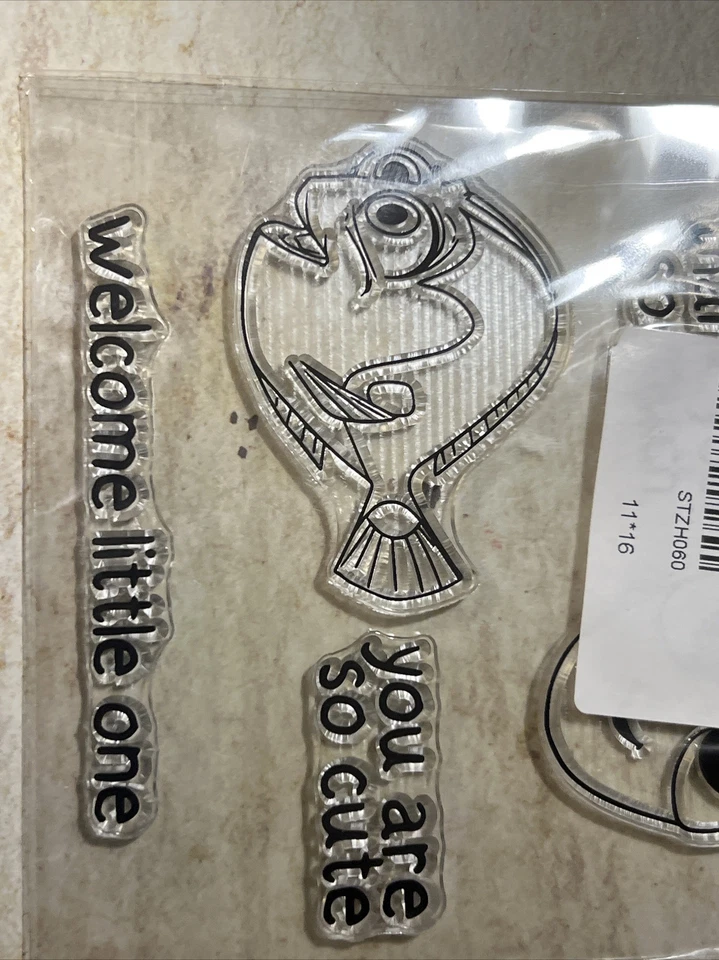 welcome little one
you are
so cute
STZH060
11*16